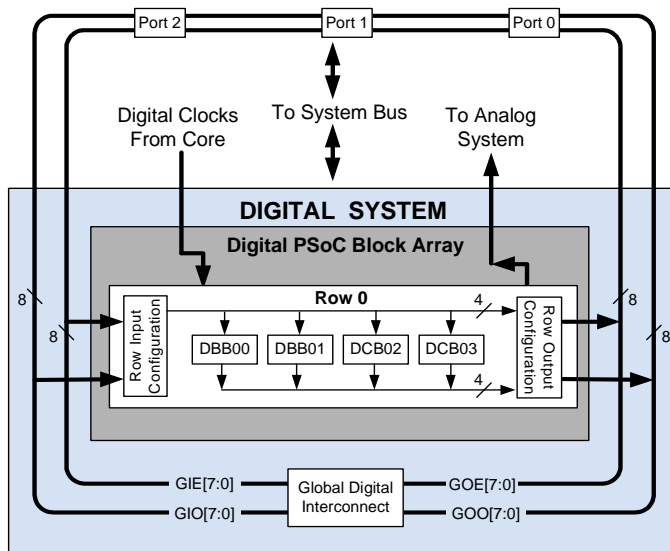 Port 2
Port 1
Port 0
Digital Clocks
From Core
To System Bus
To Analog
System
DIGITAL SYSTEM
Digital PSoC Block Array
Row 0
Row Input
Configuration
DBB00
DBB01
DCB02
DCB03
4
4
Row Output
Configuration
8
8
8
8
GIE[7:0]
GIO[7:0]
Global Digital
Interconnect
GOE[7:0]
GOO[7:0]